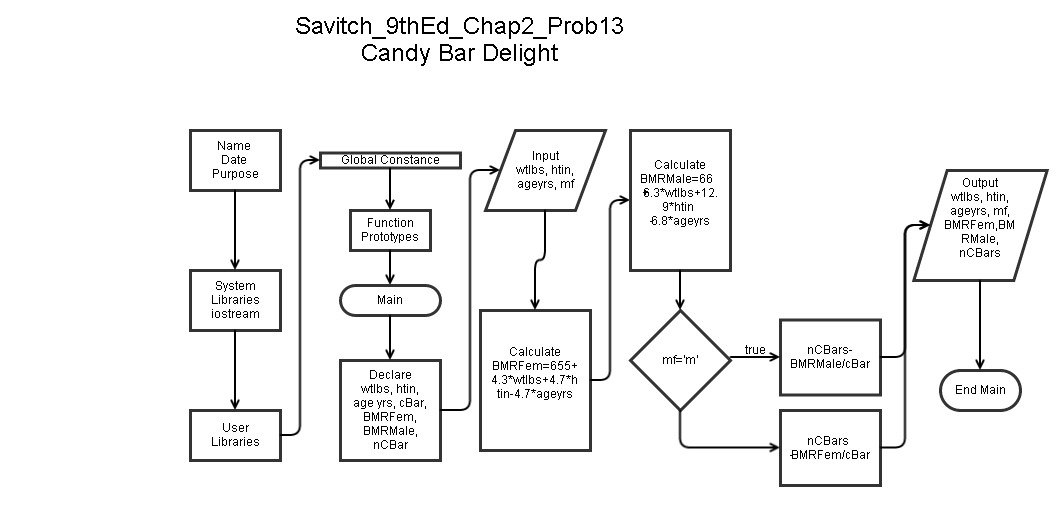 Savitch_9thEd_Chap2_Prob13
Candy Bar Delight
Name
Date
Purpose
System
Libraries
iostream
User
Libraries
Global Constance
Function
Prototypes
Main
Declare
wtlbs, htin,
age yrs, cBar,
BMRFem,
BMRMale,
nCBar
Input
wtlbs, htin,
ageyrs, mf
Calculate
BMRFem=655+
4.3*wtlbs+4.7*h
tin-4.7*ageyrs
Calculate
BMRMale=66
6.3*wtlbs+12.
9*htin
-6.8*ageyrs
mf='m'
true
nCBars-
BMRMale/cBar
nCBars
-BMRFem/cBar
Output
wtlbs, htin,
ageyrs, mf,
BMRFem,BM
RMale,
nCBars
End Main